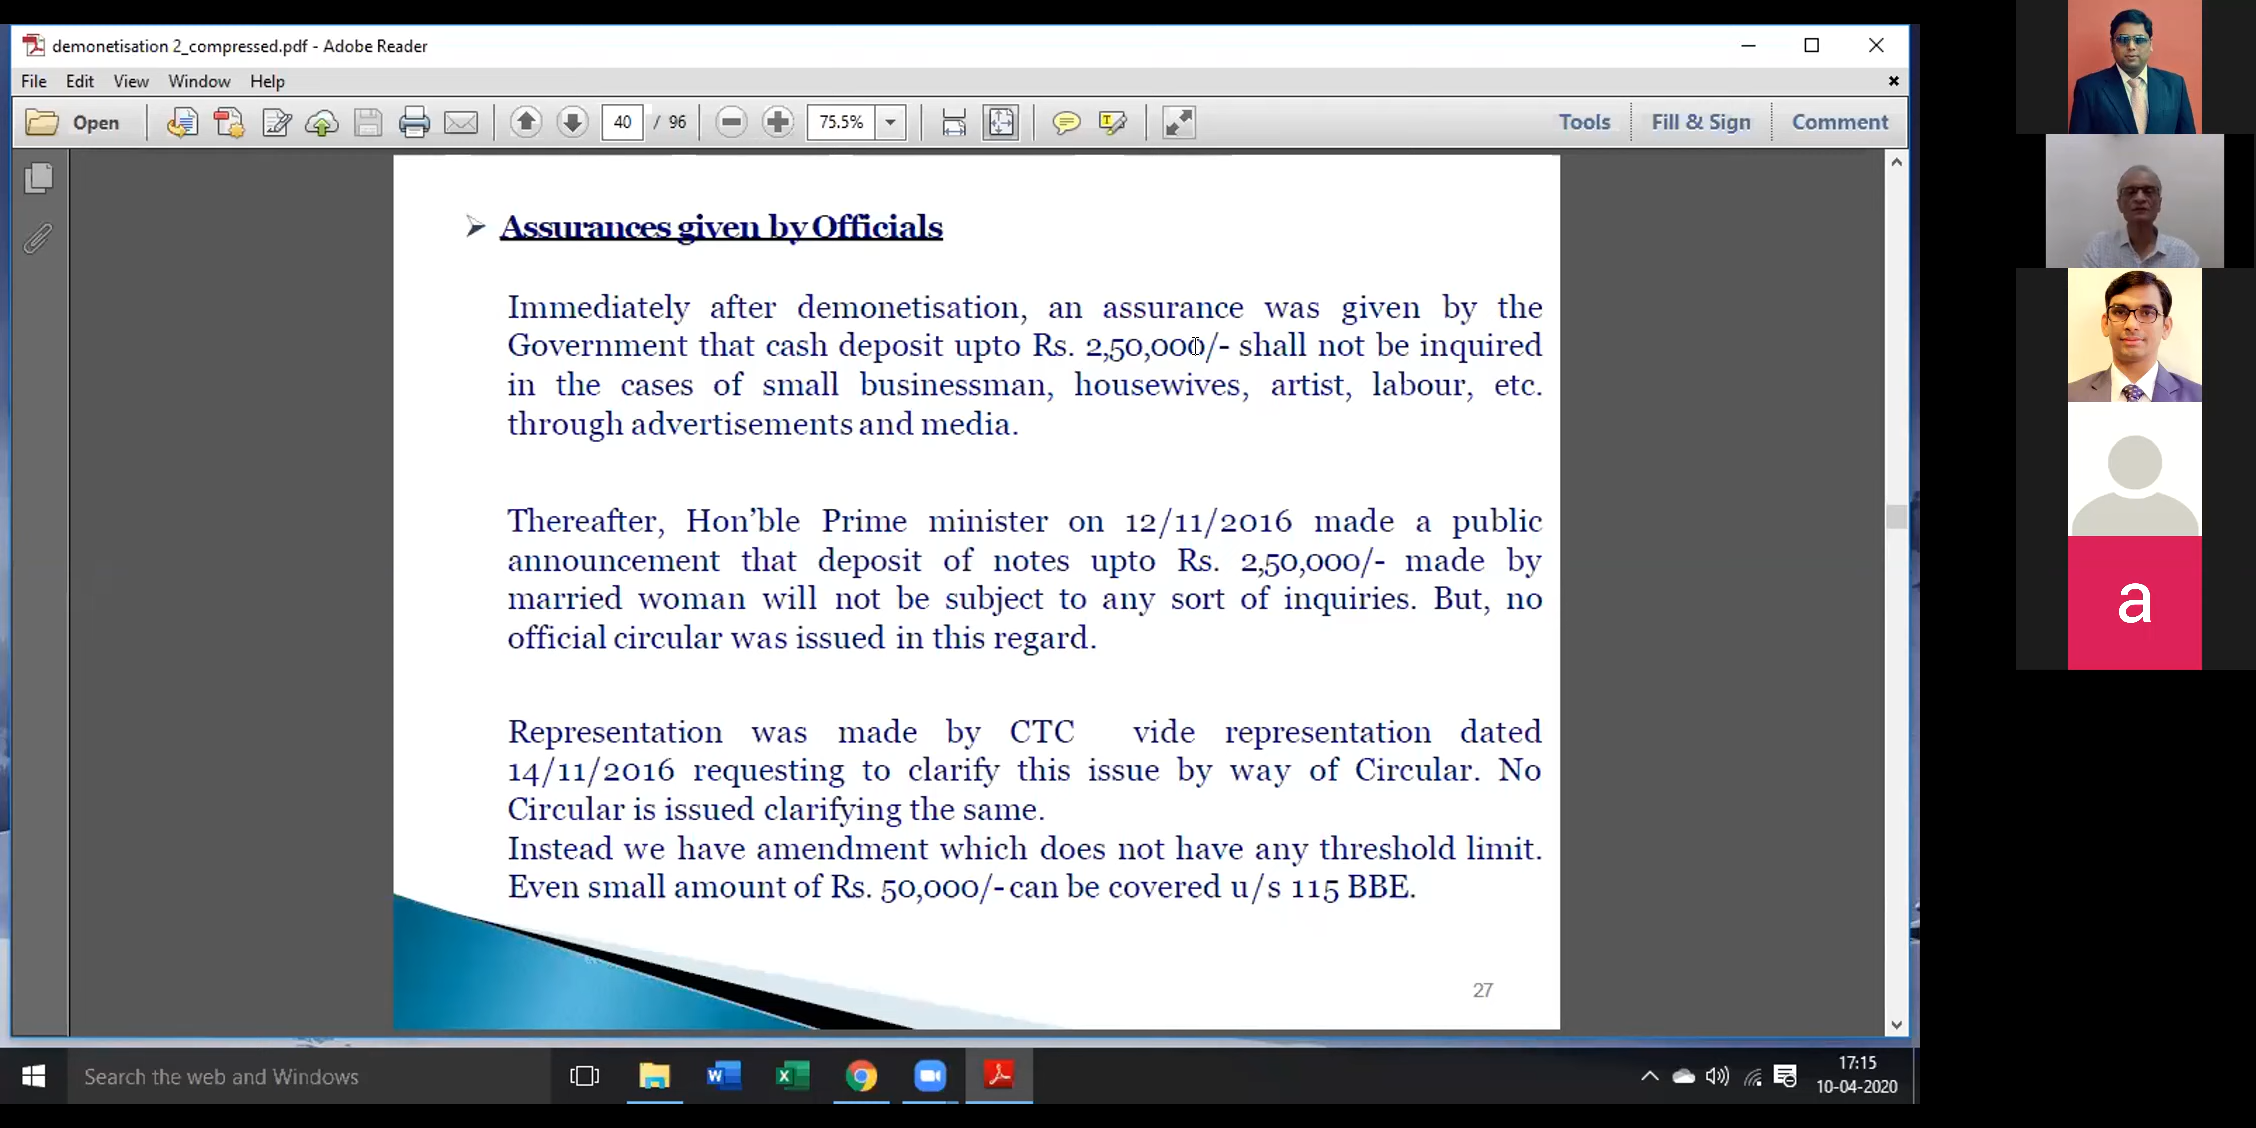 demonetisation 2_compressed.pdf - Adobe Reader
File Edit View Window Help
Open 40 / 96 75.5% Tools Fill & Sign Comment
Assurances given by Officials
Immediately after demonetisation, an assurance was given by the
Government that cash deposit upto Rs. 2,50,000/- shall not be inquired
in the cases of small businessman, housewives, artist, labour, etc.
through advertisements and media.
Thereafter, Hon'ble Prime minister on 12/11/2016 made a public
announcement that deposit of notes upto Rs. 2,50,000/- made by
married woman will not be subject to any sort of inquiries. But, no
official circular was issued in this regard.
Representation was made by CTC vide representation dated
14/11/2016 requesting to clarify this issue by way of Circular. No
Circular is issued clarifying the same.
Instead we have amendment which does not have any threshold limit.
Even small amount of Rs. 50,000/- can be covered u/s 115 BBE.
27
a
Search the web and Windows
17:15
10-04-2020